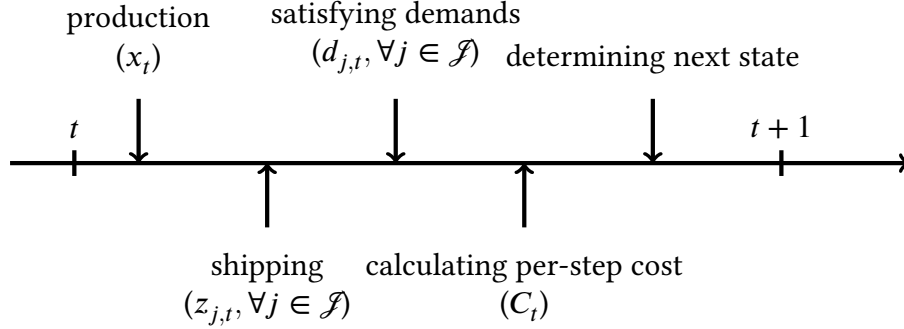 production
(x_t)
satisfying demands
(d_{j,t}, ∀j ∈ 𝒥)
determining next state
t
t + 1
shipping
(z_{j,t}, ∀j ∈ 𝒥)
calculating per-step cost
(C_t)